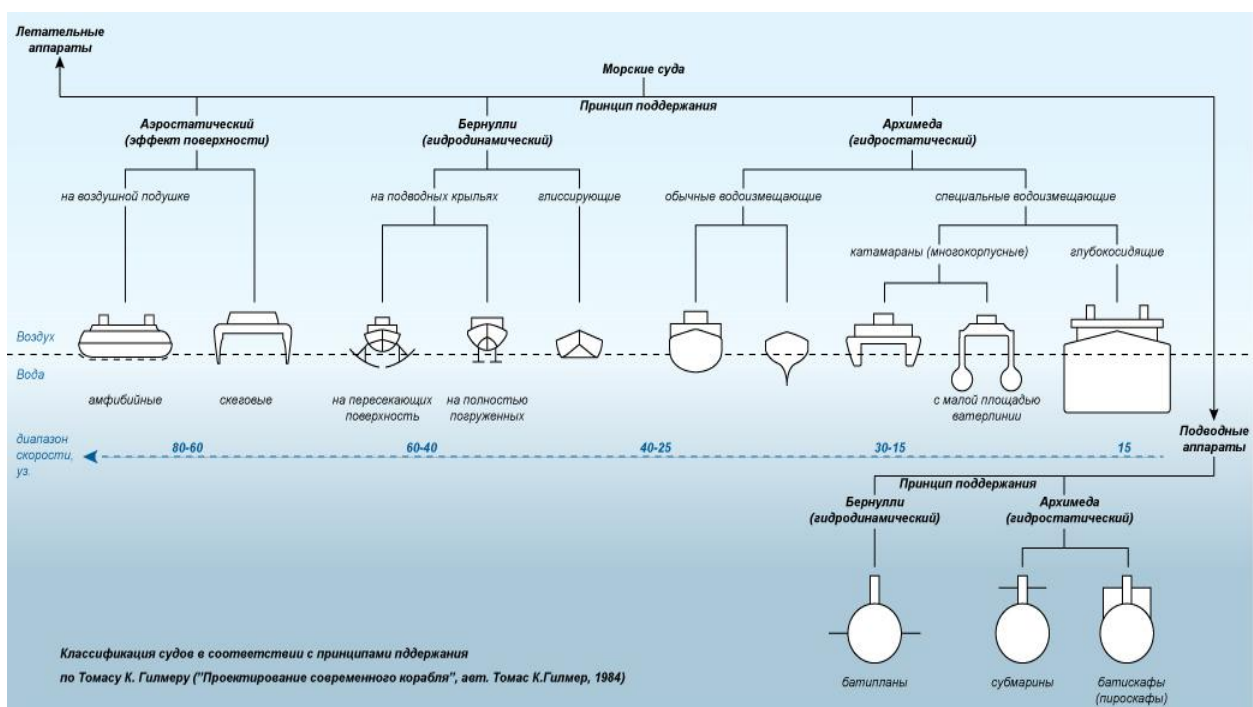 Летательные
аппараты
Морские суда
Принцип поддержания
Аэростатический
(эффект поверхности)
Бернулли
(гидродинамический)
Архимеда
(гидростатический)
на воздушной подушке
на подводных крыльях
глиссирующие
обычные водоизмещающие
специальные водоизмещающие
катамараны (многокорпусные)
глубокосидящие
Воздух
Вода
амфибийные
скеговые
на пересекающих
поверхность
на полностью
погруженных
с малой площадью
ватерлинии
Подводные
аппараты
диапазон
скорости,
уз.
80-60
60-40
40-25
30-15
15
Принцип поддержания
Бернулли
(гидродинамический)
Архимеда
(гидростатический)
батипланы
субмарины
батискафы
(пироскафы)
Классификация судов в соответствии с принципами пддержания
по Томасу К. Гилмеру ("Проектирование современного корабля", авт. Томас К.Гилмер, 1984)